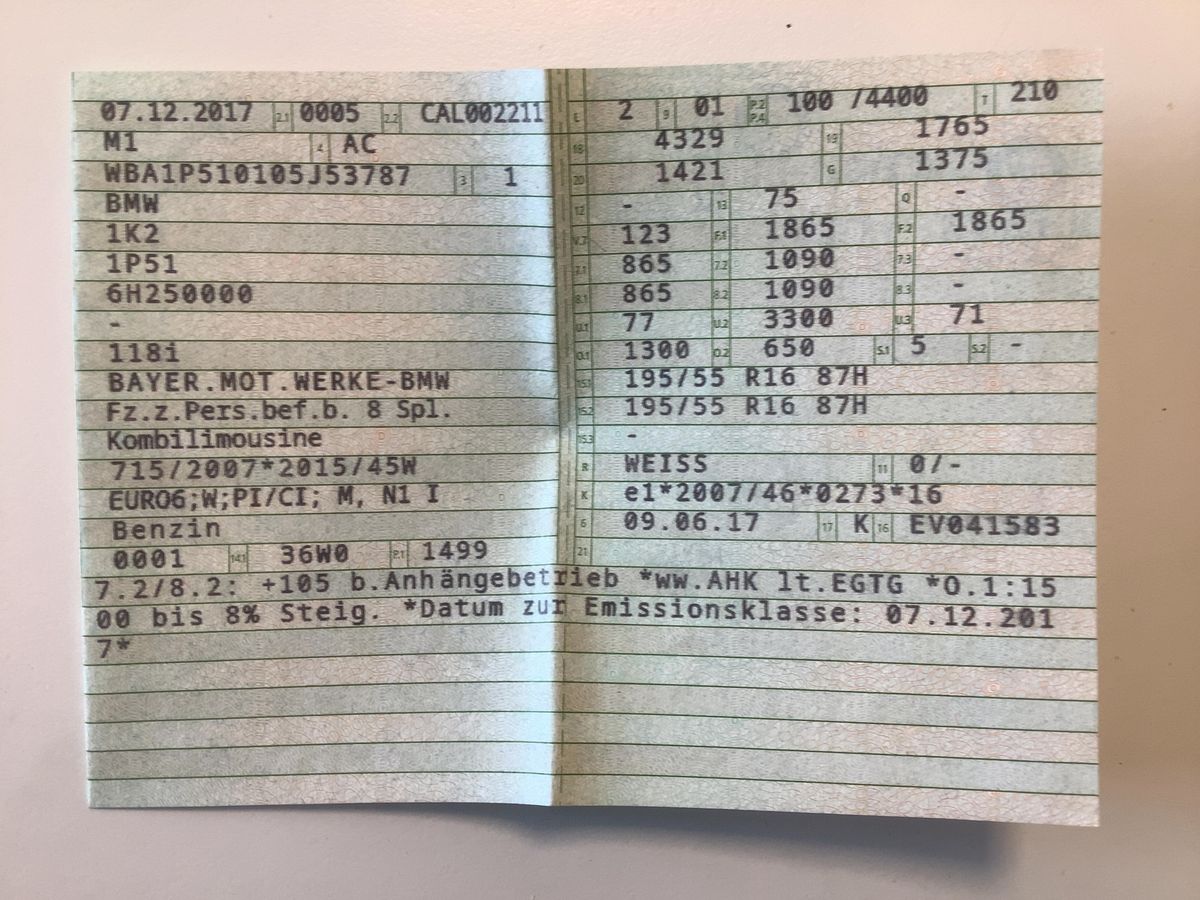 07.12.2017 2.1 0005 2.2 CAL002211
M1 4 AC
WBA1P510105J53787 3 1
BMW
1K2
1P51
6H250000
-
118i
BAYER.MOT.WERKE-BMW
Fz.z.Pers.bef.b. 8 Spl.
Kombilimousine
715/2007*2015/45W
EURO6;W;PI/CI; M, N1 I
Benzin
0001 14.1 36W0 P.1 1499
L 2 9 01 P.2 P.4 100 /4400 T 210
18 4329 19 1765
20 1421 G 1375
12 - 13 75 Q -
V.7 123 F.1 1865 F.2 1865
7.1 865 7.2 1090 7.3 -
8.1 865 8.2 1090 8.3 -
U.1 77 U.2 3300 U.3 71
O.1 1300 O.2 650 S.1 5 S.2 -
15.1 195/55 R16 87H
15.2 195/55 R16 87H
15.3 -
R WEISS 11 0/-
K e1*2007/46*0273*16
6 09.06.17 17 K 16 EV041583
21
7.2/8.2: +105 b.Anhängebetrieb *ww.AHK lt.EGTG *O.1:15
00 bis 8% Steig. *Datum zur Emissionsklasse: 07.12.201
7*